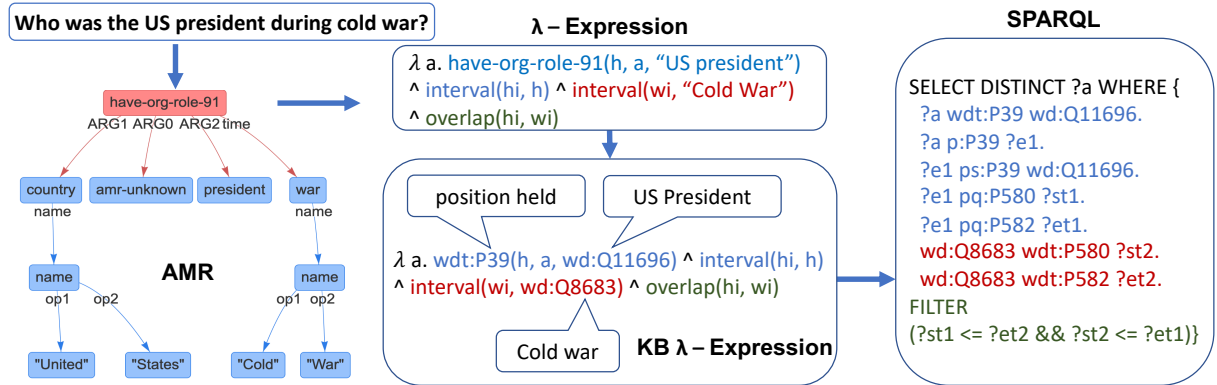 Who was the US president during cold war?
have-org-role-91
ARG1 ARG0 ARG2 time
country amr-unknown president war
name name
name name
op1 op2 op1 op2
"United" "States" "Cold" "War"
AMR
λ – Expression
λ a. have-org-role-91(h, a, “US president”)
^ interval(hi, h) ^ interval(wi, “Cold War”)
^ overlap(hi, wi)
position held US President
λ a. wdt:P39(h, a, wd:Q11696) ^ interval(hi, h)
^ interval(wi, wd:Q8683) ^ overlap(hi, wi)
Cold war
KB λ – Expression
SPARQL
SELECT DISTINCT ?a WHERE {
?a wdt:P39 wd:Q11696.
?a p:P39 ?e1.
?e1 ps:P39 wd:Q11696.
?e1 pq:P580 ?st1.
?e1 pq:P582 ?et1.
wd:Q8683 wdt:P580 ?st2.
wd:Q8683 wdt:P582 ?et2.
FILTER
(?st1 <= ?et2 && ?st2 <= ?et1)}